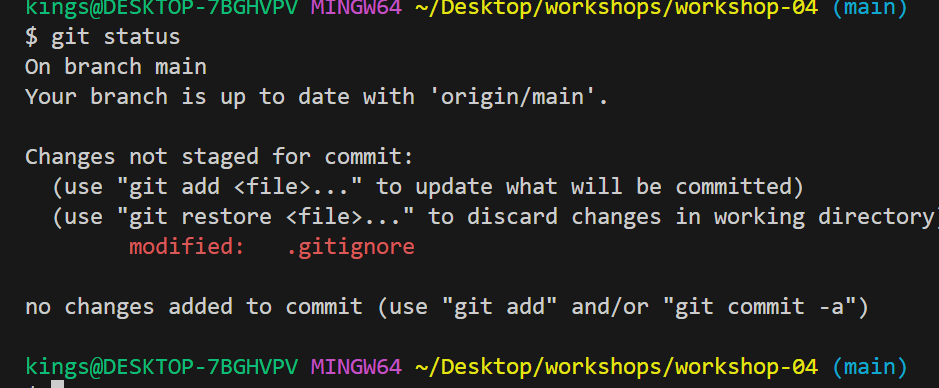 kings@DESKTOP-7BGHVPV MINGW64 ~/Desktop/workshops/workshop-04 (main)
$ git status
On branch main
Your branch is up to date with 'origin/main'.
Changes not staged for commit:
(use "git add <file>..." to update what will be committed)
(use "git restore <file>..." to discard changes in working directory)
modified: .gitignore
no changes added to commit (use "git add" and/or "git commit -a")
kings@DESKTOP-7BGHVPV MINGW64 ~/Desktop/workshops/workshop-04 (main)